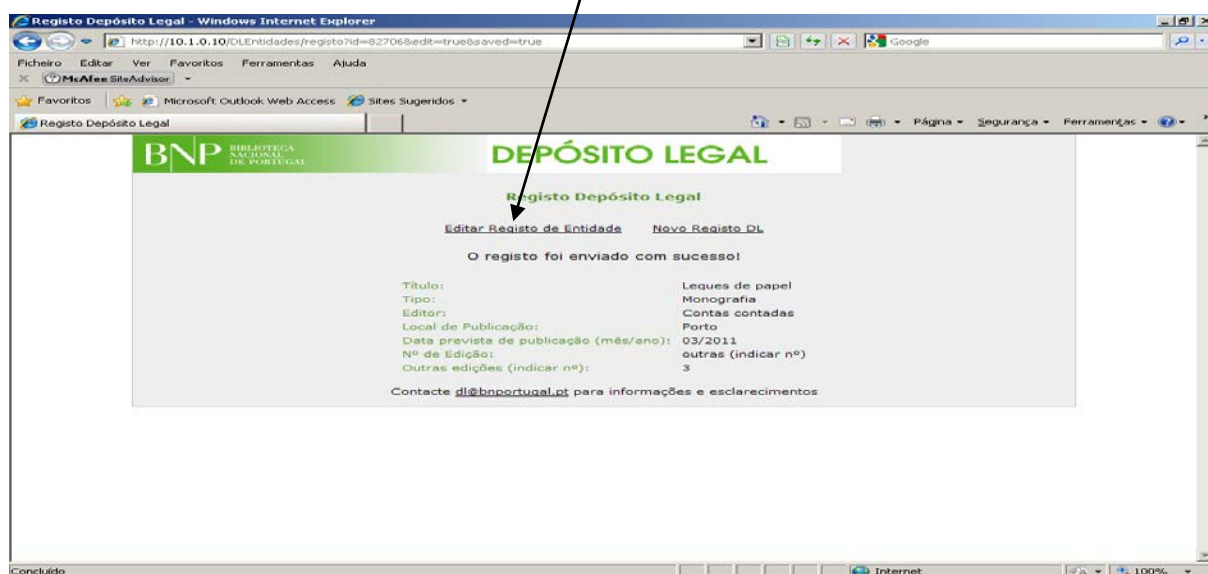 Registo Depósito Legal - Windows Internet Explorer
http://10.1.0.10/DLEntidades/registo?id=82706&edit=true&saved=true
Google
Ficheiro Editar Ver Favoritos Ferramentas Ajuda
McAfee SiteAdvisor
Favoritos Microsoft Outlook Web Access Sites Sugeridos
Registo Depósito Legal Página Segurança Ferramentas
BNP BIBLIOTECA NACIONAL DE PORTUGAL DEPÓSITO LEGAL
Registo Depósito Legal
Editar Registo de Entidade Novo Registo DL
O registo foi enviado com sucesso!
Título: Leques de papel
Tipo: Monografia
Editor: Contas contadas
Local de Publicação: Porto
Data prevista de publicação (mês/ano): 03/2011
Nº de Edição: outras (indicar nº)
Outras edições (indicar nº): 3
Contacte dl@bnportugal.pt para informações e esclarecimentos
Concluído Internet 100%